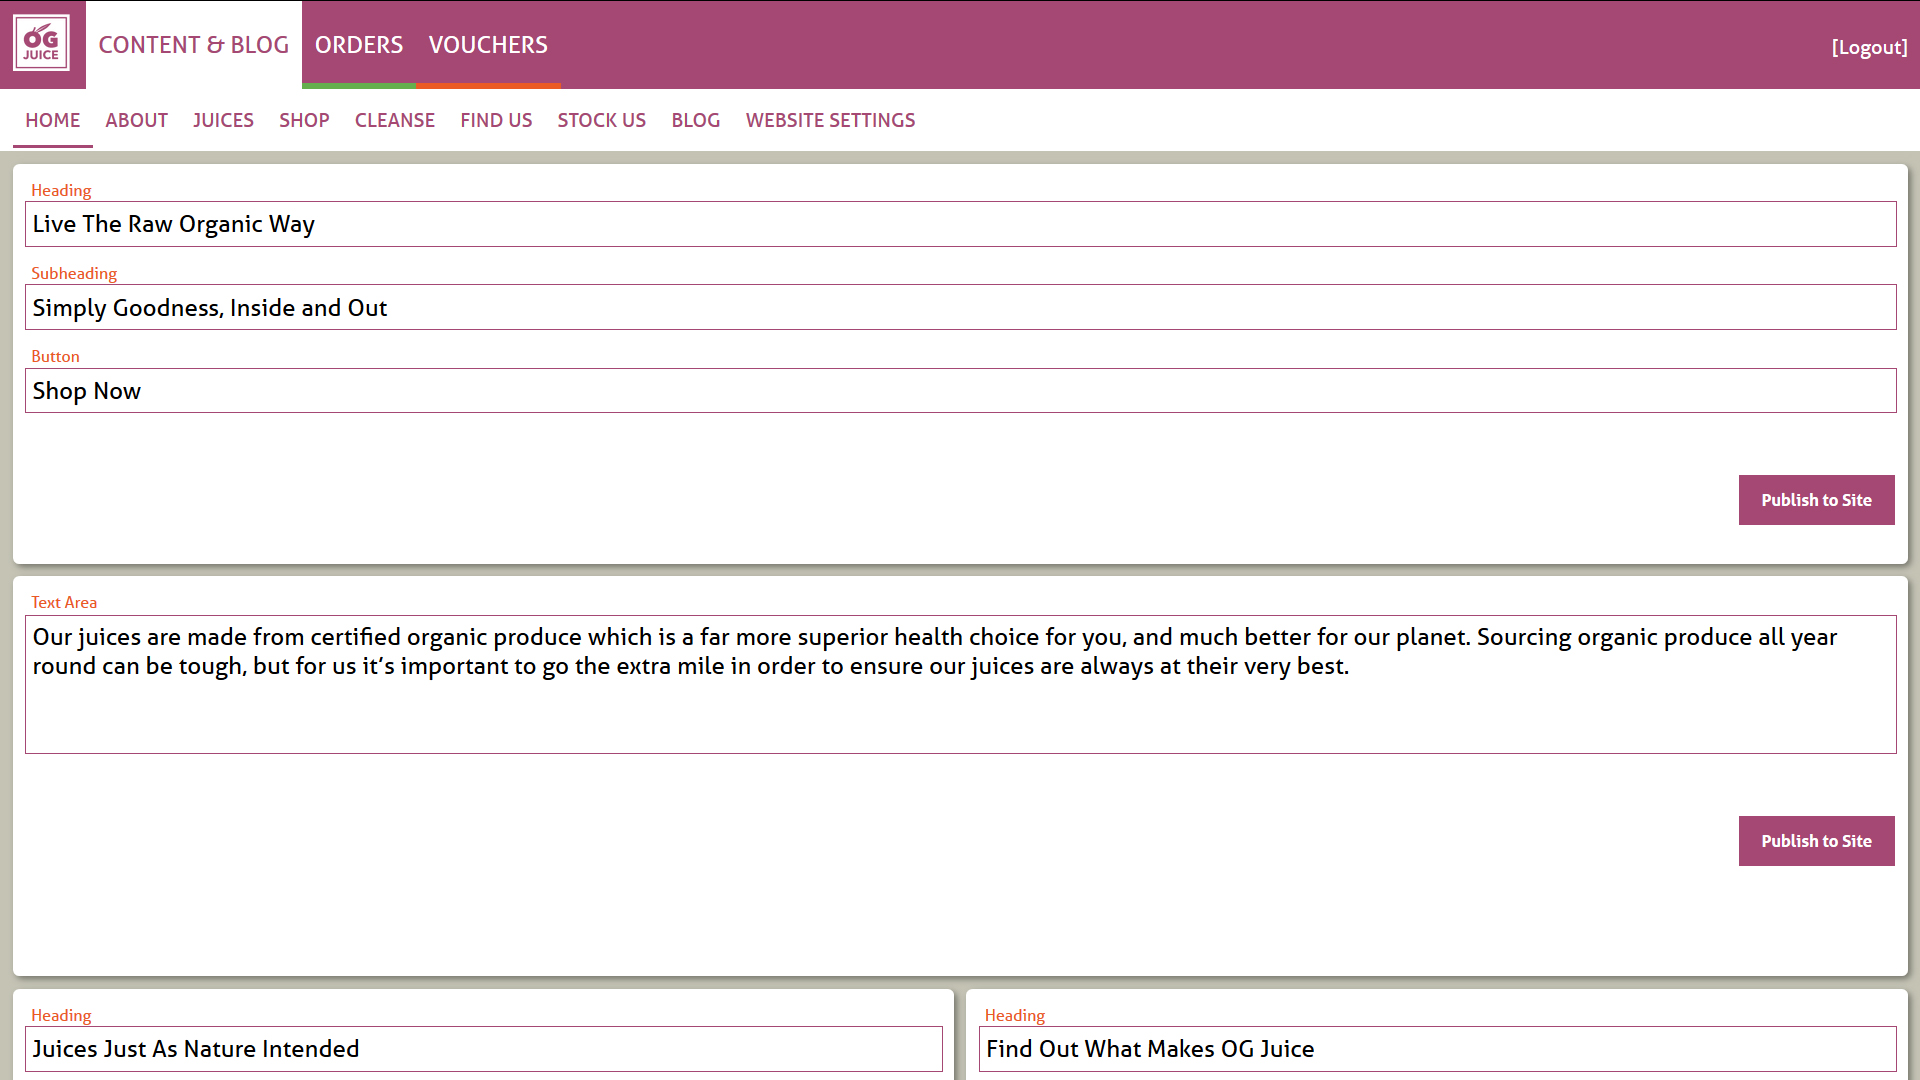 OG
JUICE
CONTENT & BLOG
ORDERS
VOUCHERS
[Logout]
HOME
ABOUT
JUICES
SHOP
CLEANSE
FIND US
STOCK US
BLOG
WEBSITE SETTINGS
Heading
Live The Raw Organic Way
Subheading
Simply Goodness, Inside and Out
Button
Shop Now
Publish to Site
Text Area
Our juices are made from certified organic produce which is a far more superior health choice for you, and much better for our planet. Sourcing organic produce all year
round can be tough, but for us it’s important to go the extra mile in order to ensure our juices are always at their very best.
Publish to Site
Heading
Juices Just As Nature Intended
Heading
Find Out What Makes OG Juice